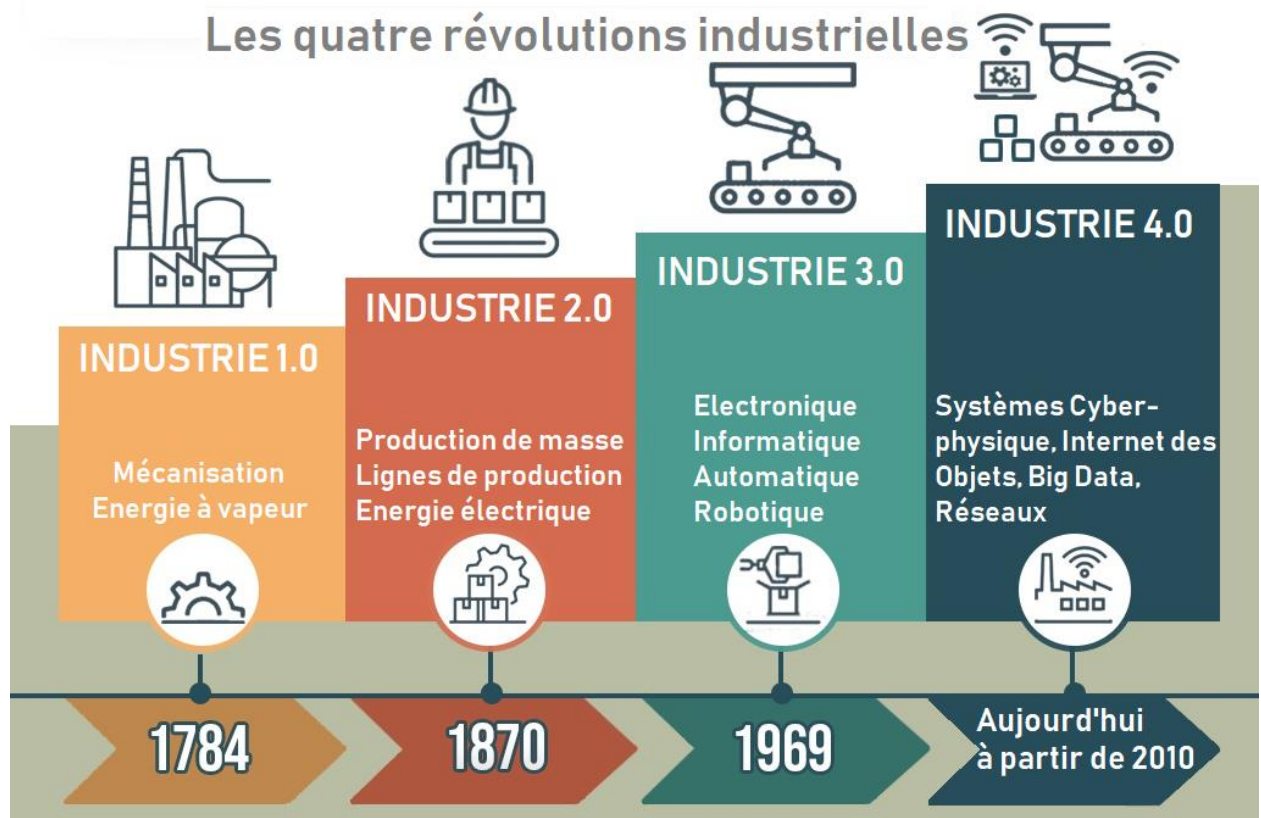 Les quatre révolutions industrielles
INDUSTRIE 1.0
Mécanisation
Energie à vapeur
1784
INDUSTRIE 2.0
Production de masse
Lignes de production
Energie électrique
1870
INDUSTRIE 3.0
Electronique
Informatique
Automatique
Robotique
1969
INDUSTRIE 4.0
Systèmes Cyber-
physique, Internet des
Objets, Big Data,
Réseaux
Aujourd'hui
à partir de 2010